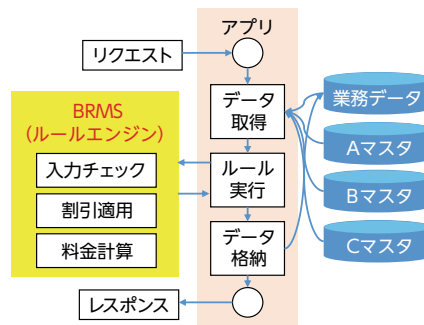 アプリ
リクエスト
データ
取得
業務データ
BRMS
(ルールエンジン)
Aマスタ
入力チェック
ルール
実行
Bマスタ
割引適用
料金計算
データ
格納
Cマスタ
レスポンス